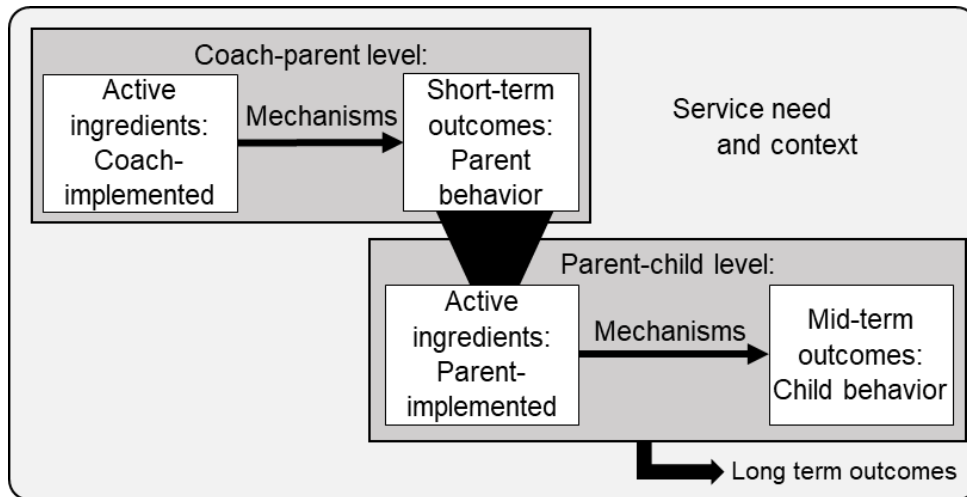 Coach-parent level:
Active
ingredients:
Coach-
implemented
Mechanisms
Short-term
outcomes:
Parent
behavior
Service need
and context
Parent-child level:
Active
ingredients:
Parent-
implemented
Mechanisms
Mid-term
outcomes:
Child behavior
Long term outcomes